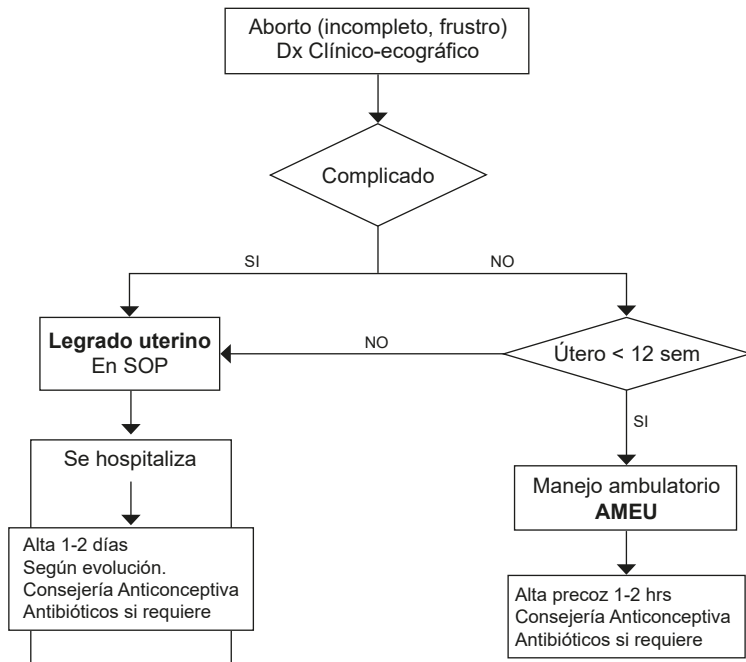 Aborto (incompleto, frustro)
Dx Clínico-ecográfico
Complicado
SI
NO
Legrado uterino
En SOP
NO
Útero < 12 sem
SI
Se hospitaliza
Manejo ambulatorio
AMEU
Alta 1-2 días
Según evolución.
Consejería Anticonceptiva
Antibióticos si requiere
Alta precoz 1-2 hrs
Consejería Anticonceptiva
Antibióticos si requiere